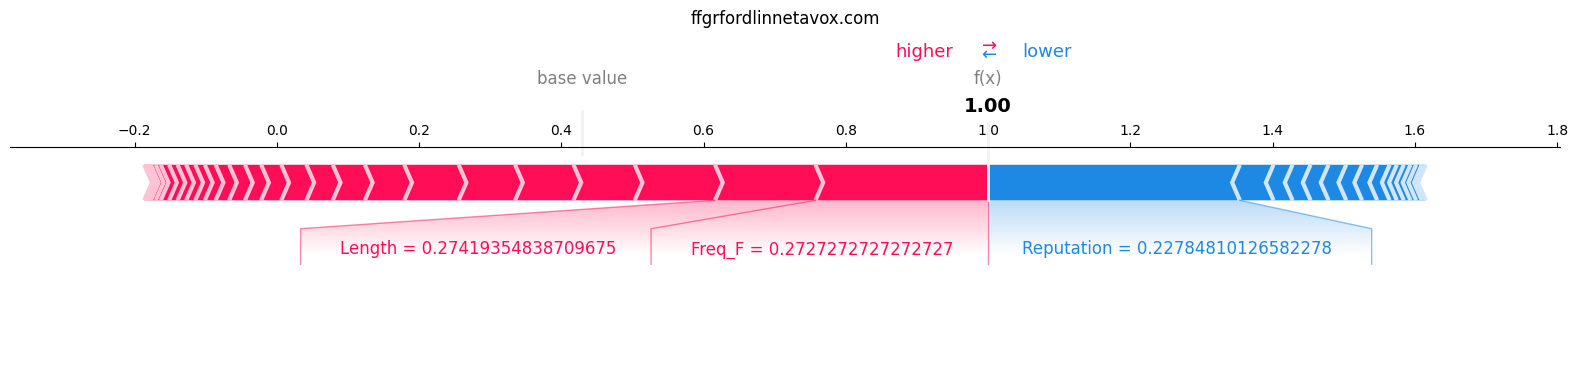 ffgrfordlinnetavox.com
higher ⇄ lower
base value f(x)
1.00
−0.2 0.0 0.2 0.4 0.6 0.8 1.0 1.2 1.4 1.6 1.8
Length = 0.27419354838709675 Freq_F = 0.2727272727272727 Reputation = 0.22784810126582278